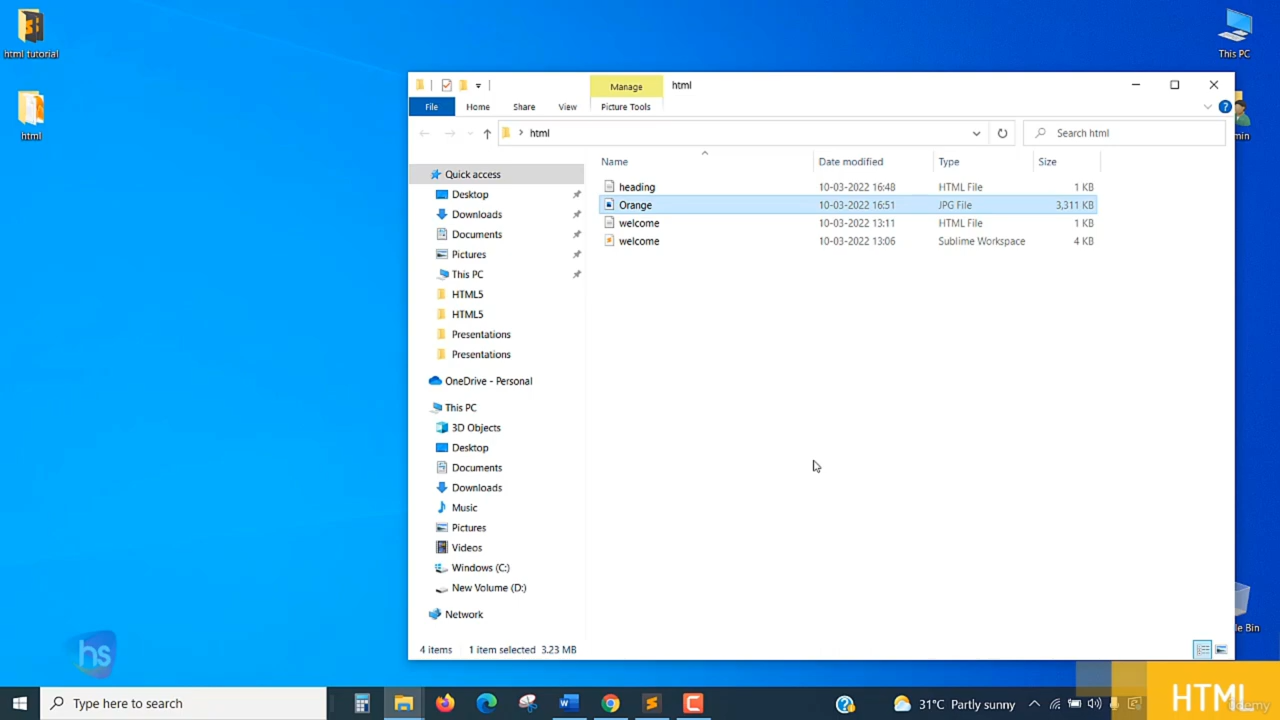 html tutorial
html
This PC
min
Manage
html
File
Home
Share
View
Picture Tools
html
Search html
Name
Date modified
Type
Size
heading
10-03-2022 16:48
HTML File
1 KB
Orange
10-03-2022 16:51
JPG File
3,311 KB
welcome
10-03-2022 13:11
HTML File
1 KB
welcome
10-03-2022 13:06
Sublime Workspace
4 KB
Quick access
Desktop
Downloads
Documents
Pictures
This PC
HTML5
HTML5
Presentations
Presentations
OneDrive - Personal
This PC
3D Objects
Desktop
Documents
Downloads
Music
Pictures
Videos
Windows (C:)
New Volume (D:)
Network
4 items
1 item selected 3.23 MB
le Bin
hs
Type here to search
31°C Partly sunny
HTML
Udemy